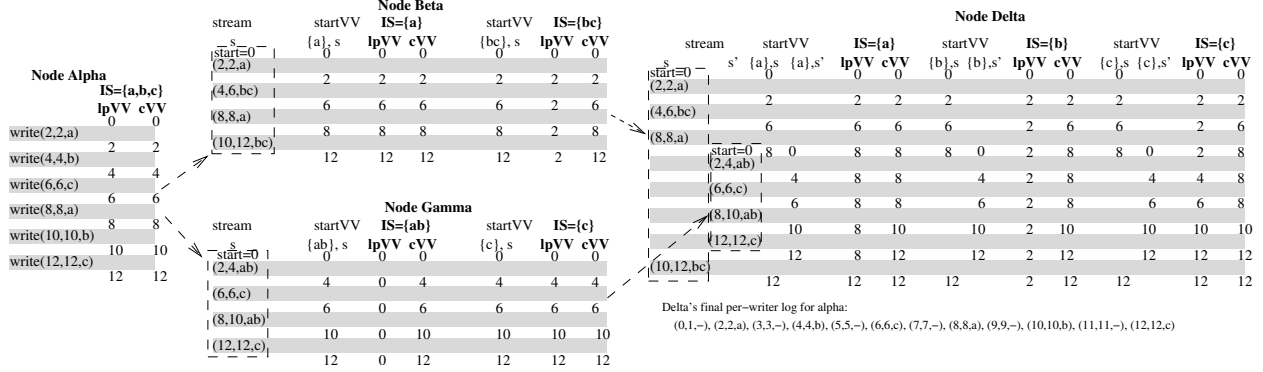 Node Alpha
IS={a,b,c}
lpVV cVV
0 0
write(2,2,a)
2 2
write(4,4,b)
4 4
write(6,6,c)
6 6
write(8,8,a)
8 8
write(10,10,b)
10 10
write(12,12,c)
12 12
Node Beta
stream startVV IS={a} startVV IS={bc}
s {a}, s lpVV cVV {bc}, s lpVV cVV
start=0 0 0 0 0 0 0
(2,2,a)
2 2 2 2 2 2
(4,6,bc)
6 6 6 6 2 6
(8,8,a)
8 8 8 8 2 8
(10,12,bc)
12 12 12 12 2 12
Node Gamma
stream startVV IS={ab} startVV IS={c}
s {ab}, s lpVV cVV {c}, s lpVV cVV
start=0 0 0 0 0 0 0
(2,4,ab)
4 0 4 4 4 4
(6,6,c)
6 0 6 6 6 6
(8,10,ab)
10 0 10 10 10 10
(12,12,c)
12 0 12 12 12 12
Node Delta
stream startVV IS={a} startVV IS={b} startVV IS={c}
s s' {a},s {a},s' lpVV cVV {b},s {b},s' lpVV cVV {c},s {c},s' lpVV cVV
start=0 0 0 0 0 0 0 0 0 0
(2,2,a)
2 2 2 2 2 2 2 2 2
(4,6,bc)
6 6 6 6 2 6 6 2 6
(8,8,a)
start=0 8 0 8 8 8 0 2 8 8 0 2 8
(2,4,ab)
4 8 8 4 2 8 4 4 8
(6,6,c)
6 8 8 6 2 8 6 6 8
(8,10,ab)
10 8 10 10 2 10 10 10 10
(12,12,c)
12 8 12 12 2 12 12 12 12
(10,12,bc)
12 12 12 12 2 12 12 12 12
Delta's final per−writer log for alpha:
(0,1,−), (2,2,a), (3,3,−), (4,4,b), (5,5,−), (6,6,c), (7,7,−), (8,8,a), (9,9,−), (10,10,b), (11,11,−), (12,12,c)